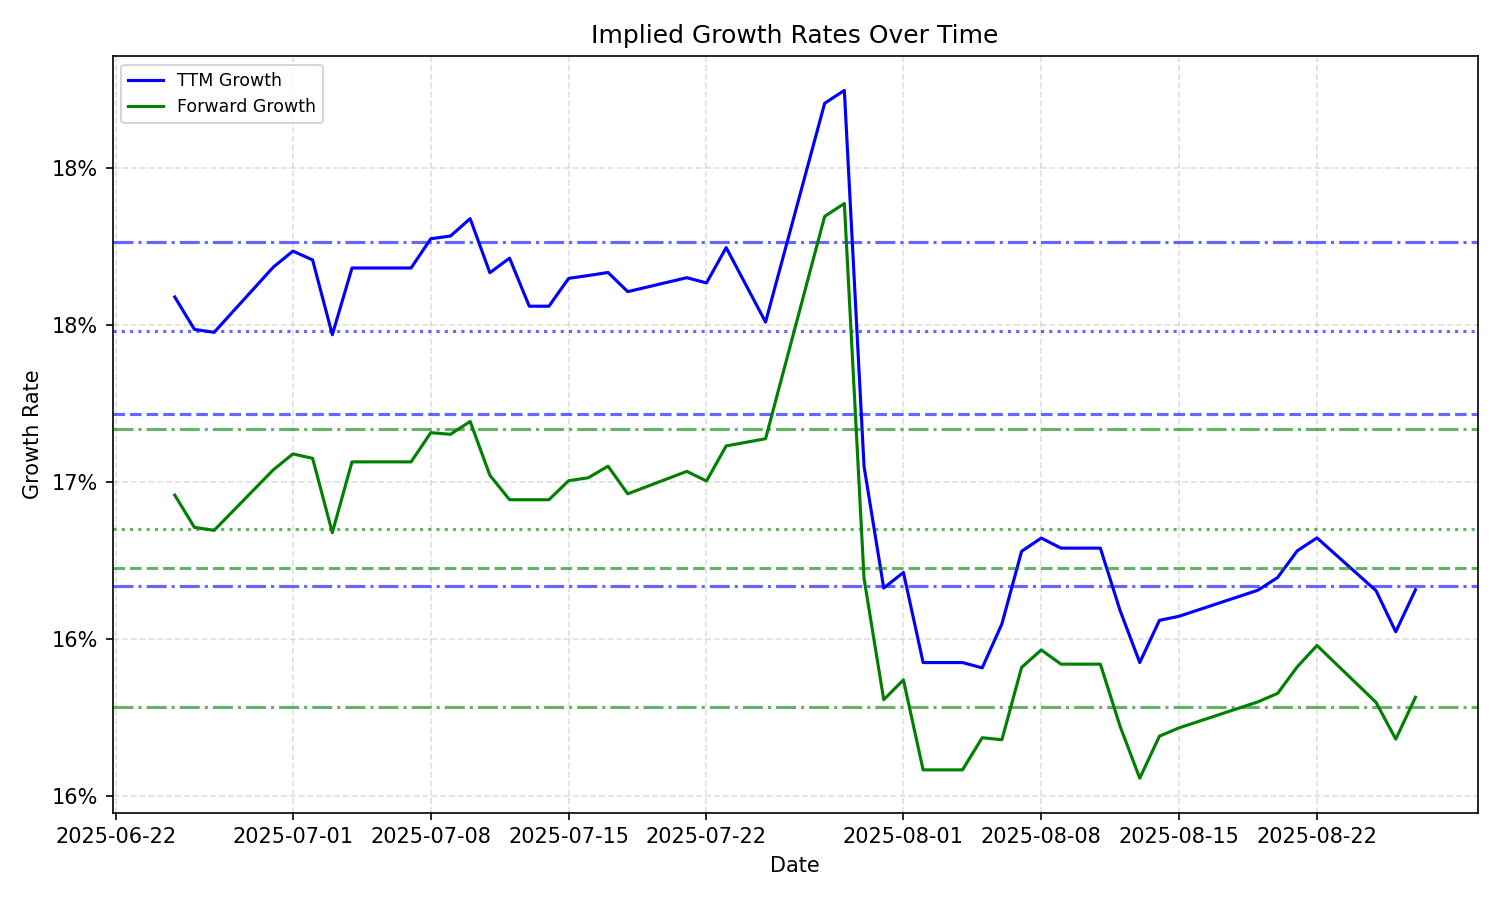 Implied Growth Rates Over Time
TTM Growth
Forward Growth
18%
18%
17%
16%
16%
Growth Rate
2025-06-22
2025-07-01
2025-07-08
2025-07-15
2025-07-22
2025-08-01
2025-08-08
2025-08-15
2025-08-22
Date